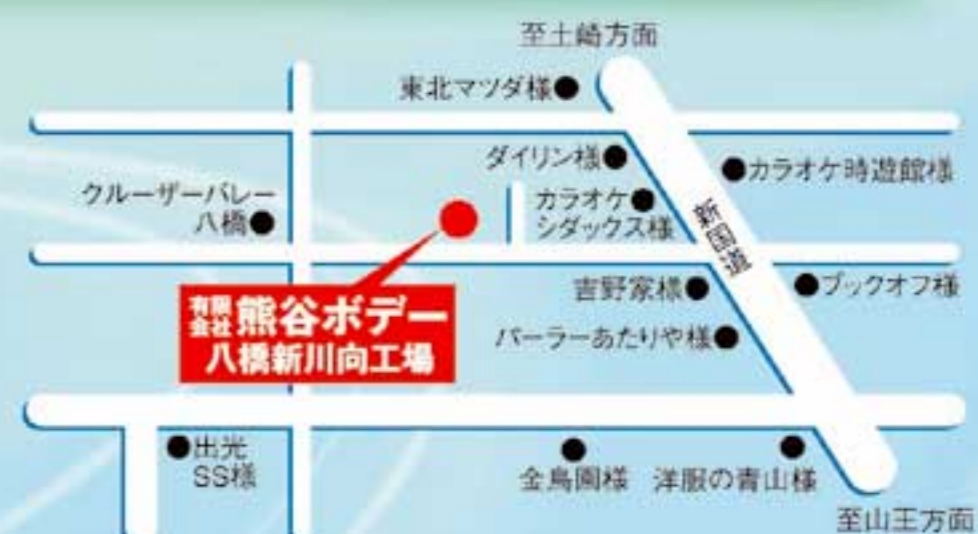 至土崎方面
東北マツダ様
ダイリン様
カラオケ時遊館様
クルーザーバレー
八橋
カラオケ
シダックス様
新国道
有限
会社
熊谷ボデー
八橋新川向工場
吉野家様
ブックオフ様
パーラーあたりや様
出光
SS様
金鳥園様
洋服の青山様
至山王方面